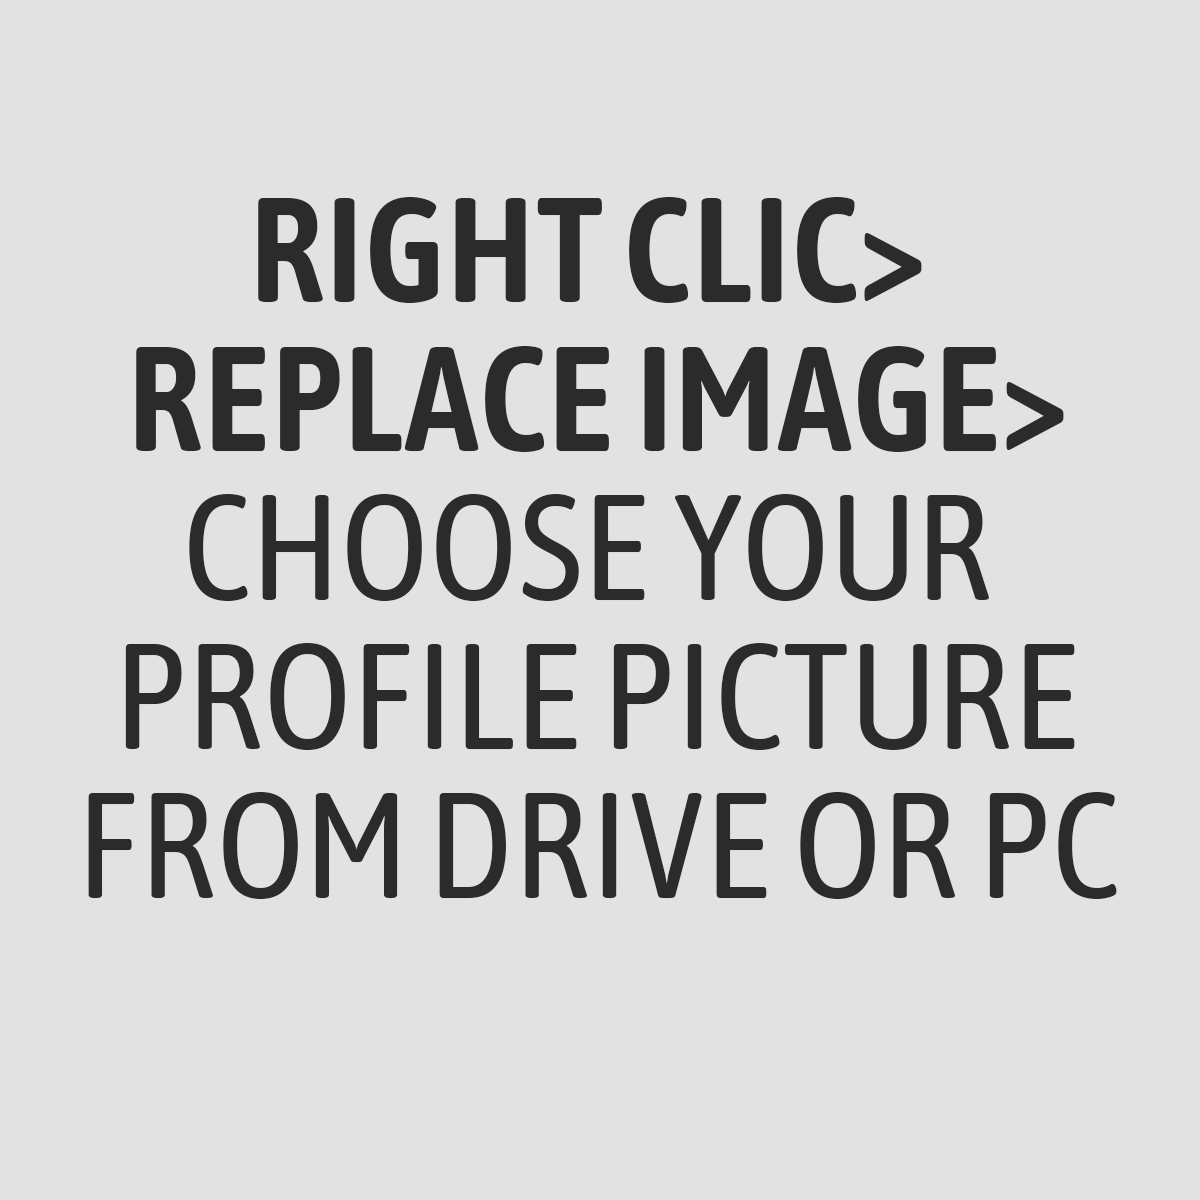 RIGHT CLIC>
REPLACE IMAGE>
CHOOSE YOUR
PROFILE PICTURE
FROM DRIVE OR PC